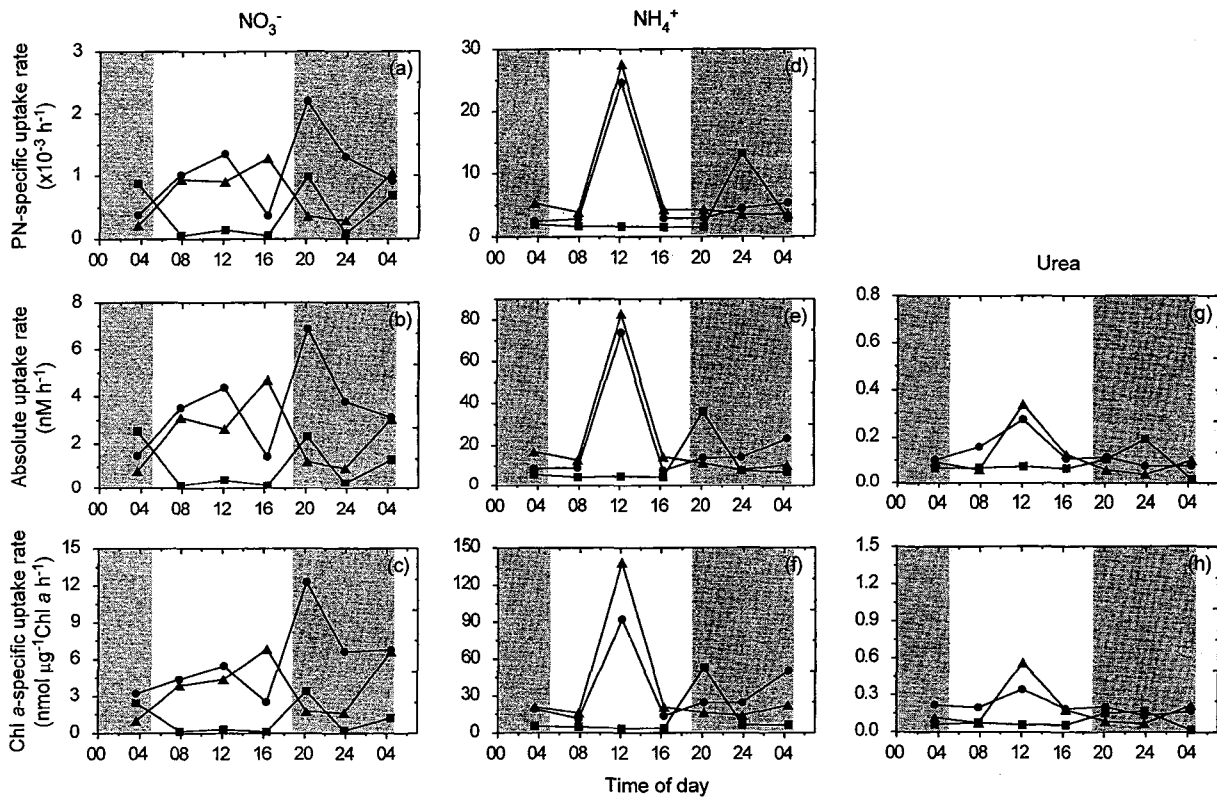 NO₃⁻
NH₄⁺
PN-specific uptake rate
(x10⁻³ h⁻¹)
3
2
1
0
(a)
00 04 08 12 16 20 24 04
30
20
10
0
(d)
00 04 08 12 16 20 24 04
Absolute uptake rate
(nM h⁻¹)
8
6
4
2
0
(b)
00 04 08 12 16 20 24 04
80
60
40
20
0
(e)
00 04 08 12 16 20 24 04
Urea
0.8
0.6
0.4
0.2
0.0
(g)
00 04 08 12 16 20 24 04
Chl a-specific uptake rate
(nmol µg⁻¹Chl a h⁻¹)
15
12
9
6
3
0
(c)
00 04 08 12 16 20 24 04
150
120
90
60
30
0
(f)
00 04 08 12 16 20 24 04
1.5
1.2
0.9
0.6
0.3
0.0
(h)
00 04 08 12 16 20 24 04
Time of day